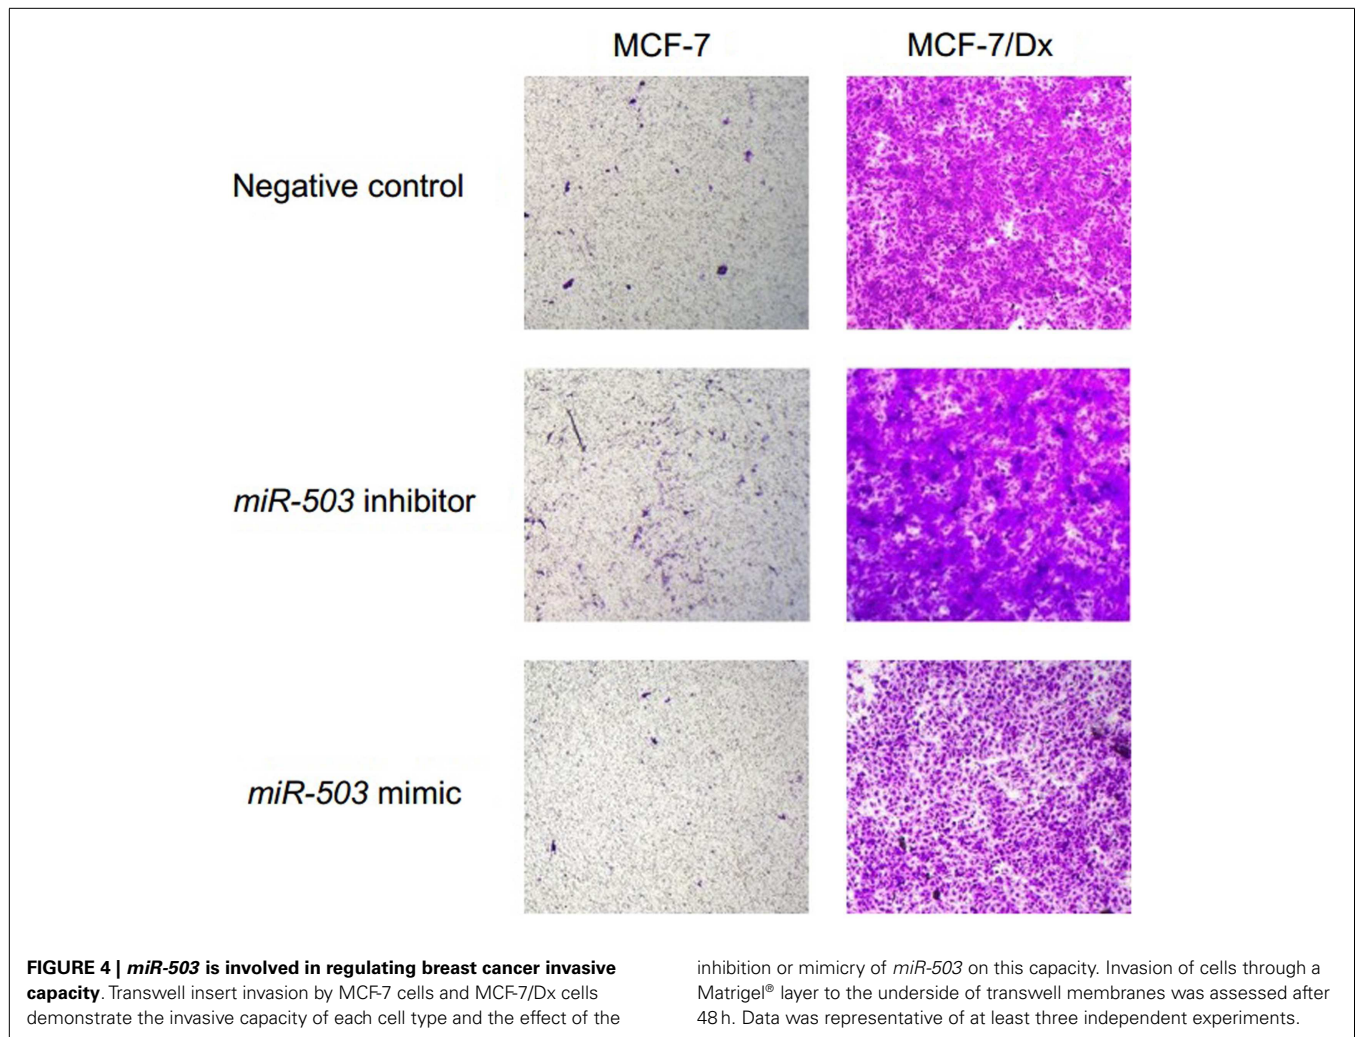 MCF-7
MCF-7/Dx
Negative control
miR-503 inhibitor
miR-503 mimic
FIGURE 4 | miR-503 is involved in regulating breast cancer invasive
capacity. Transwell insert invasion by MCF-7 cells and MCF-7/Dx cells
demonstrate the invasive capacity of each cell type and the effect of the
inhibition or mimicry of miR-503 on this capacity. Invasion of cells through a
Matrigel® layer to the underside of transwell membranes was assessed after
48 h. Data was representative of at least three independent experiments.